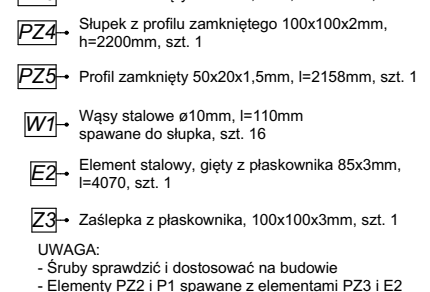 PZ4 Słupek z profilu zamkniętego 100x100x2mm,
h=2200mm, szt. 1
PZ5 Profil zamknięty 50x20x1,5mm, l=2158mm, szt. 1
W1 Wąsy stalowe ø10mm, l=110mm
spawane do słupka, szt. 16
E2 Element stalowy, gięty z płaskownika 85x3mm,
l=4070, szt. 1
Z3 Zaślepka z płaskownika, 100x100x3mm, szt. 1
UWAGA:
- Śruby sprawdzić i dostosować na budowie
- Elementy PZ2 i P1 spawane z elementami PZ3 i E2